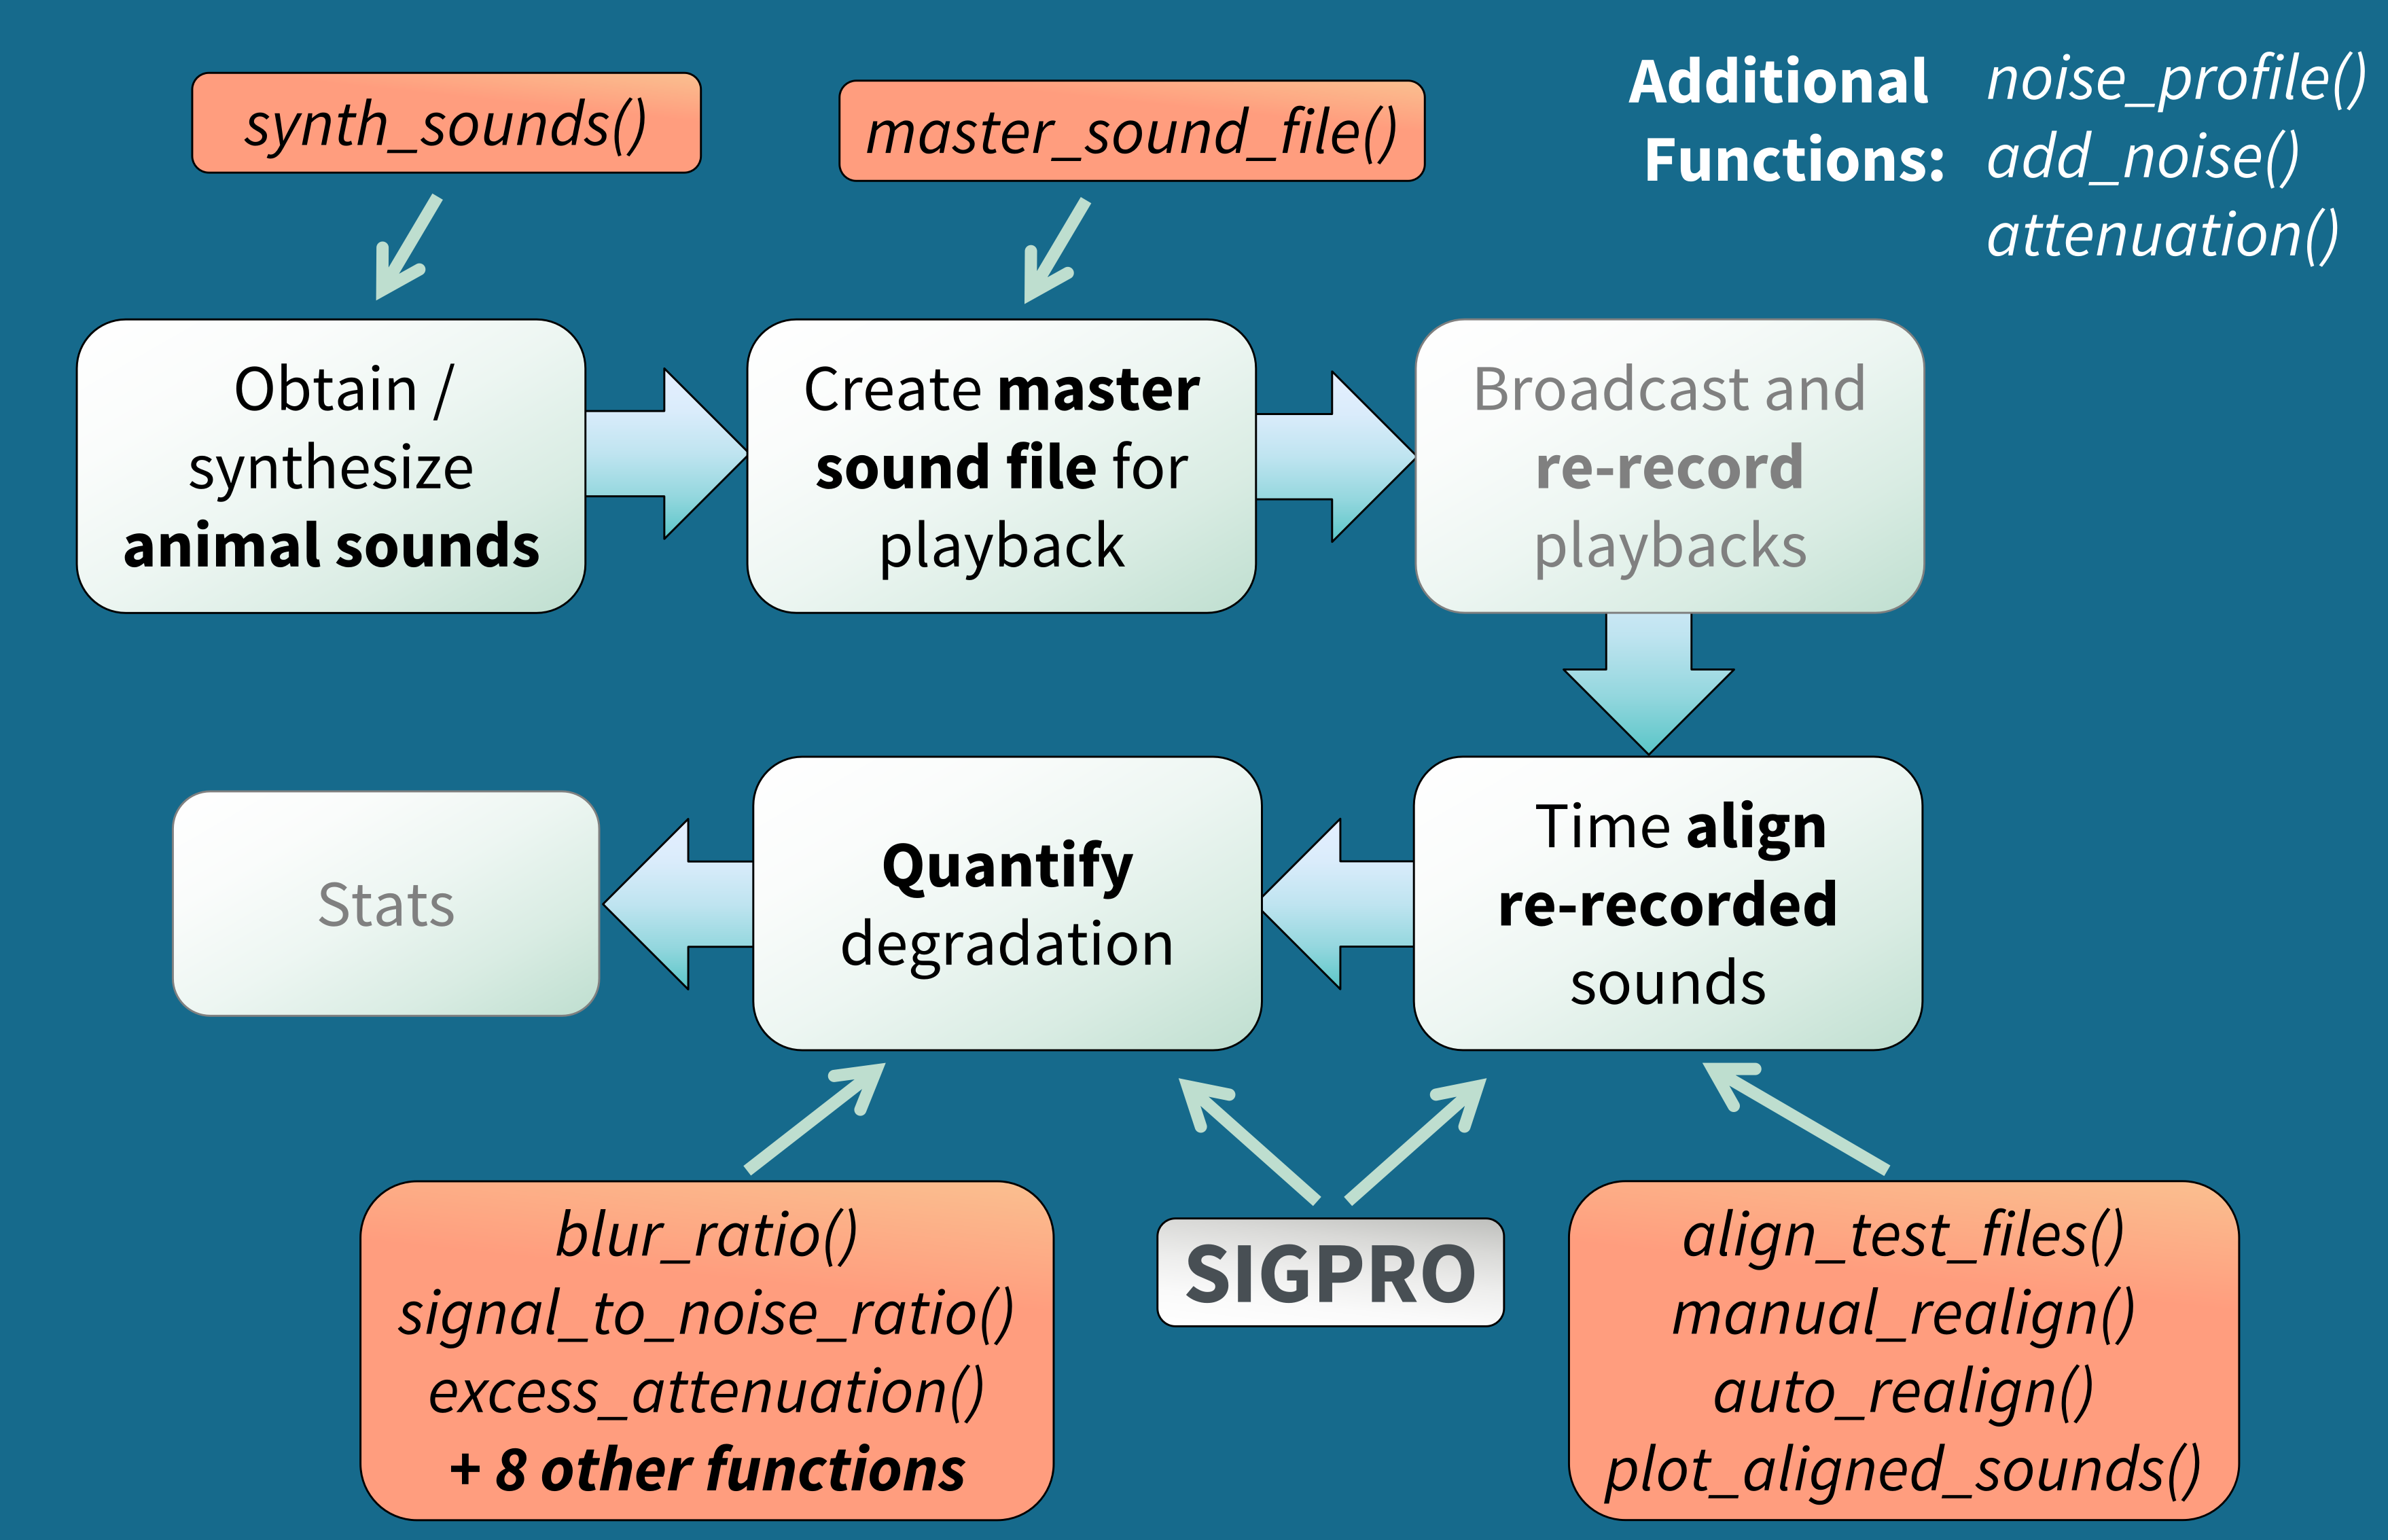 synth_sounds()
master_sound_file()
Additional
Functions:
noise_profile()
add_noise()
attenuation()
Obtain /
synthesize
animal sounds
Create master
sound file for
playback
Broadcast and
re-record
playbacks
Stats
Quantify
degradation
Time align
re-recorded
sounds
blur_ratio()
signal_to_noise_ratio()
excess_attenuation()
+ 8 other functions
SIGPRO
align_test_files()
manual_realign()
auto_realign()
plot_aligned_sounds()